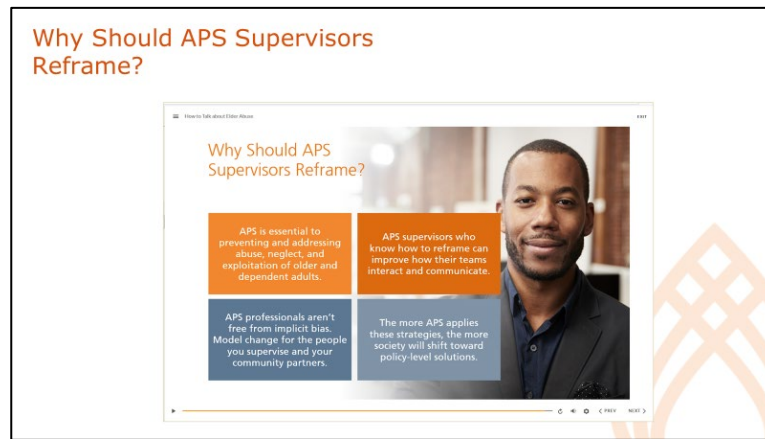 Why Should APS Supervisors
Reframe?
How to Talk about Elder Abuse
EXIT
Why Should APS
Supervisors Reframe?
APS is essential to
preventing and addressing
abuse, neglect, and
exploitation of older and
dependent adults.
APS supervisors who
know how to reframe can
improve how their teams
interact and communicate.
APS professionals aren't
free from implicit bias.
Model change for the people
you supervise and your
community partners.
The more APS applies
these strategies, the more
society will shift toward
policy-level solutions.
< PREV
NEXT >